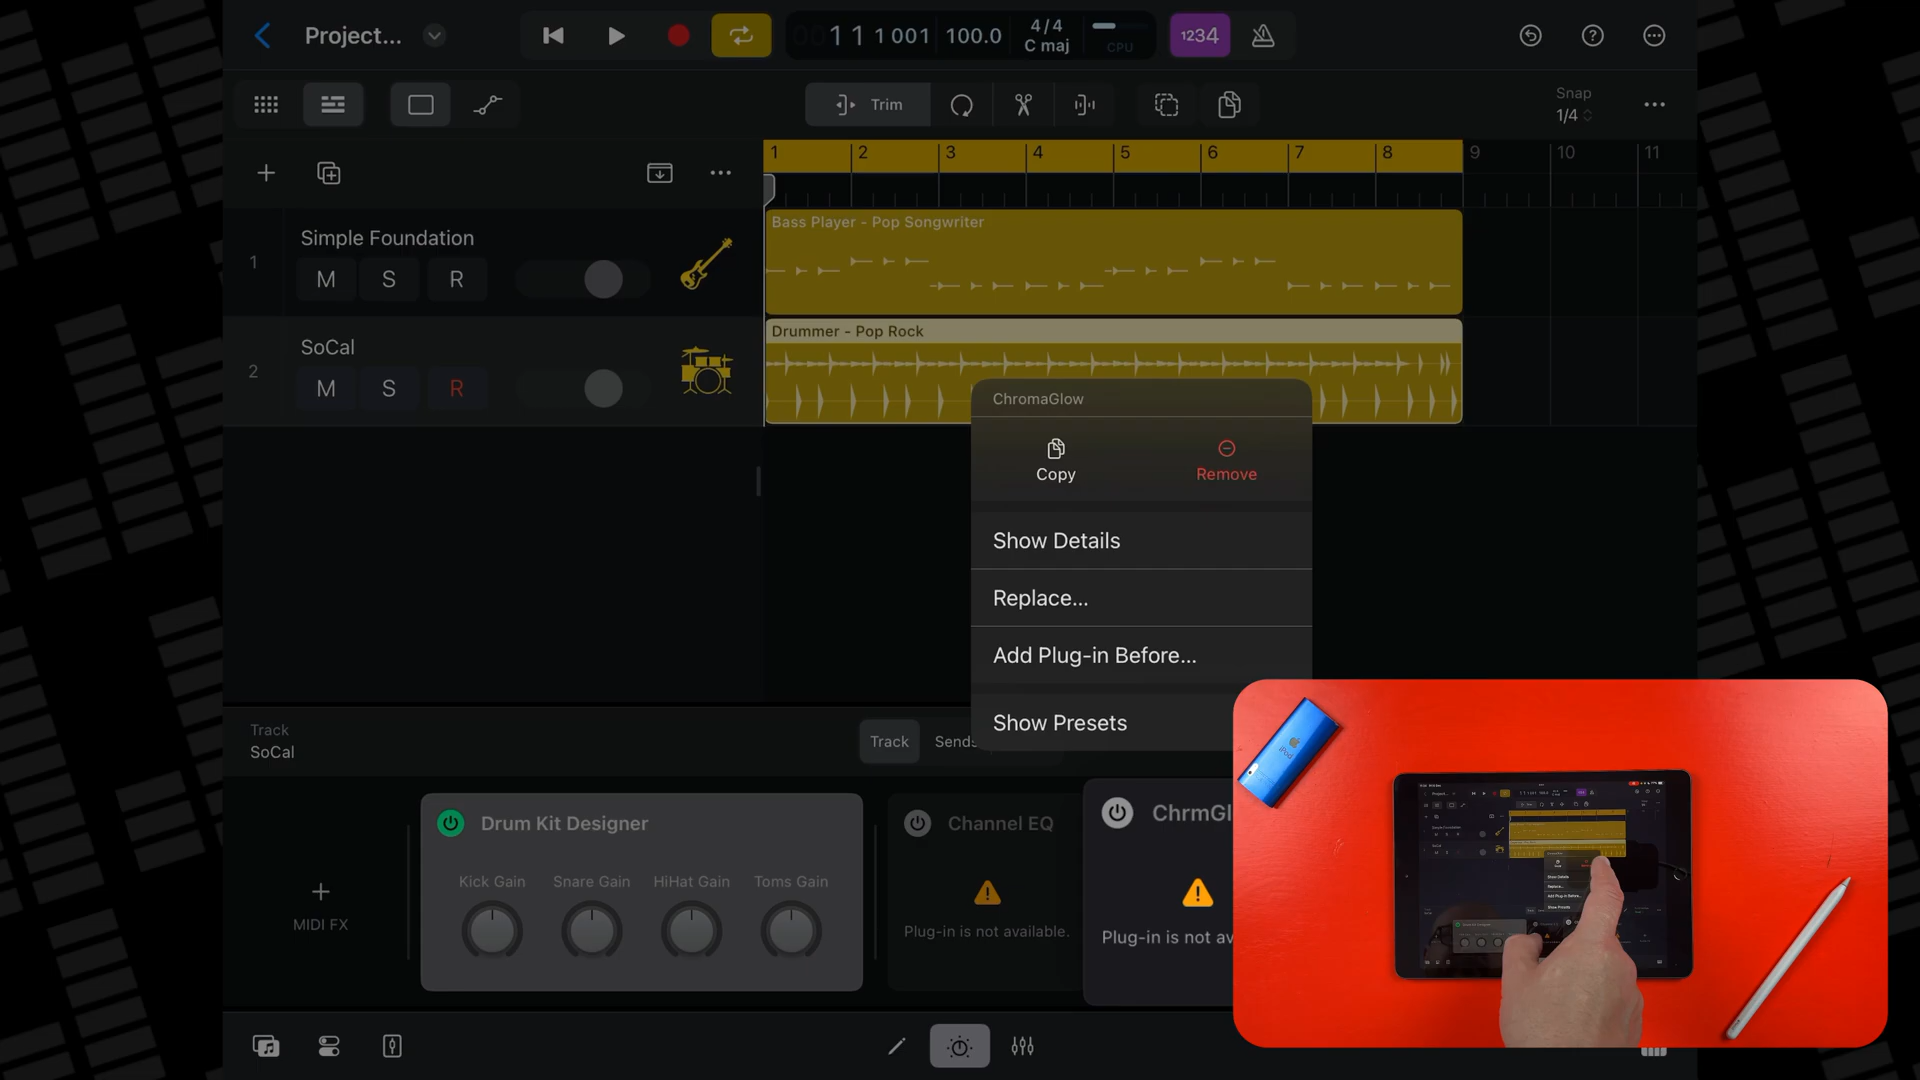 Project...
1 1 1 001
100.0
4/4
C maj
CPU
1234
Trim
Snap
1/4
1 2 3 4 5 6 7 8 9 10 11
Bass Player - Pop Songwriter
1
Simple Foundation
M S R
Drummer - Pop Rock
2
SoCal
M S R
ChromaGlow
Copy
Remove
Show Details
Replace...
Add Plug-in Before...
Show Presets
Track
SoCal
Track
Sends
Drum Kit Designer
Kick Gain
Snare Gain
HiHat Gain
Toms Gain
MIDI FX
Channel EQ
Plug-in is not available.
ChrmGl
Plug-in is not av
iPod